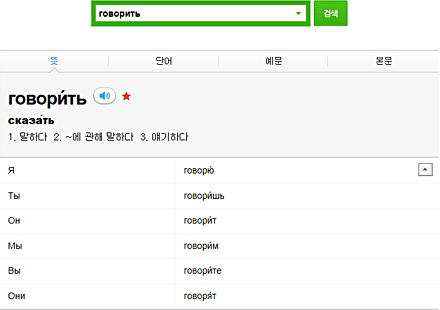 говорить 검색
뜻 단어 예문 본문
говори́ть
сказа́ть
1. 말하다 2. ~에 관해 말하다 3. 얘기하다
Я говорю́
Ты говори́шь
Он говори́т
Мы говори́м
Вы говори́те
Они говоря́т